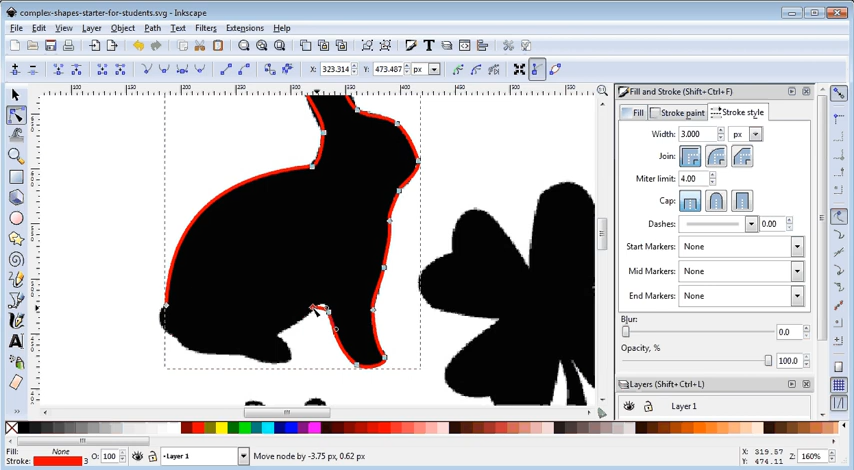 complex-shapes-starter-for-students.svg - Inkscape
File Edit View Layer Object Path Text Filters Extensions Help
X: 323.314 Y: 473.487 px
Fill and Stroke (Shift+Ctrl+F)
Fill Stroke paint Stroke style
Width: 3.000 px
Join:
Miter limit: 4.00
Cap:
Dashes: 0.00
Start Markers: None
Mid Markers: None
End Markers: None
Blur:
0.0
Opacity, %
100.0
Layers (Shift+Ctrl+L)
Layer 1
Fill: None
Stroke: 3 O: 100 Layer 1 Move node by -3.75 px, 0.62 px
X: 319.57
Y: 474.11 Z: 160%